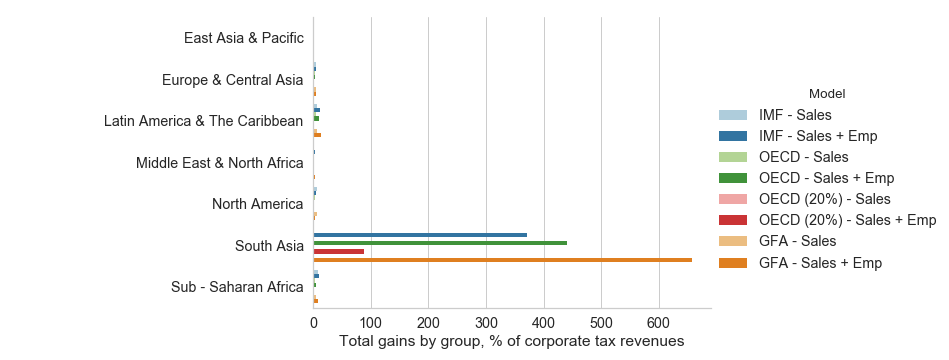 East Asia & Pacific
Europe & Central Asia
Latin America & The Caribbean
Middle East & North Africa
North America
South Asia
Sub - Saharan Africa
0 100 200 300 400 500 600
Total gains by group, % of corporate tax revenues
Model
IMF - Sales
IMF - Sales + Emp
OECD - Sales
OECD - Sales + Emp
OECD (20%) - Sales
OECD (20%) - Sales + Emp
GFA - Sales
GFA - Sales + Emp